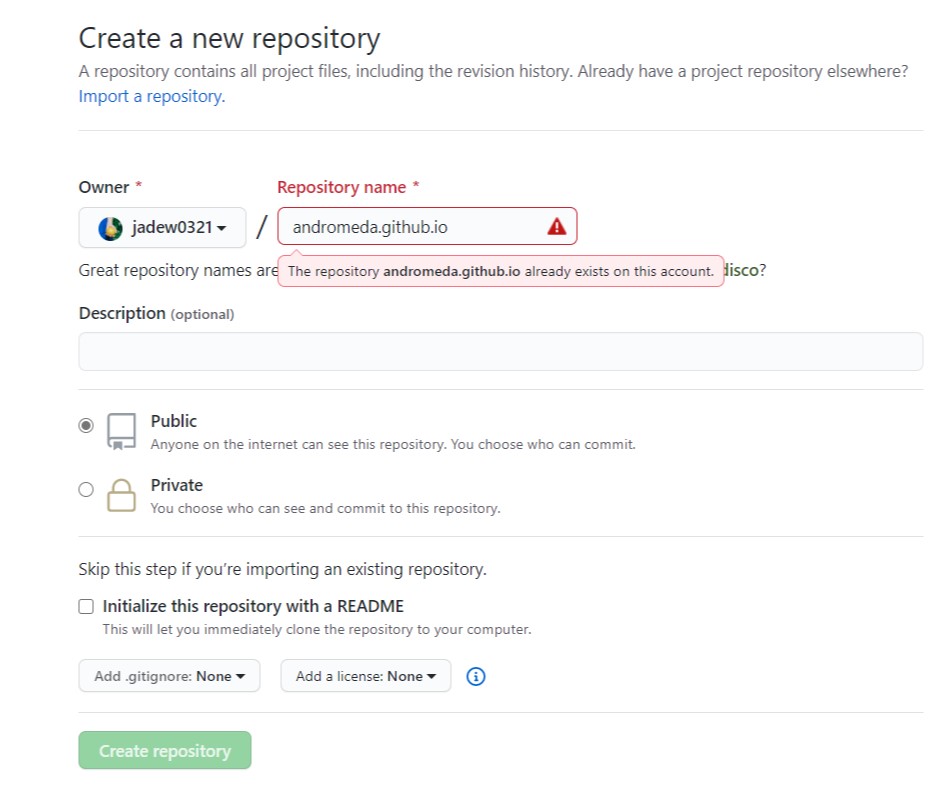 Create a new repository
A repository contains all project files, including the revision history. Already have a project repository elsewhere?
Import a repository.
Owner * Repository name *
jadew0321 / andromeda.github.io
Great repository names are
The repository andromeda.github.io already exists on this account.
disco?
Description (optional)
Public
Anyone on the internet can see this repository. You choose who can commit.
Private
You choose who can see and commit to this repository.
Skip this step if you’re importing an existing repository.
Initialize this repository with a README
This will let you immediately clone the repository to your computer.
Add .gitignore: None Add a license: None
Create repository